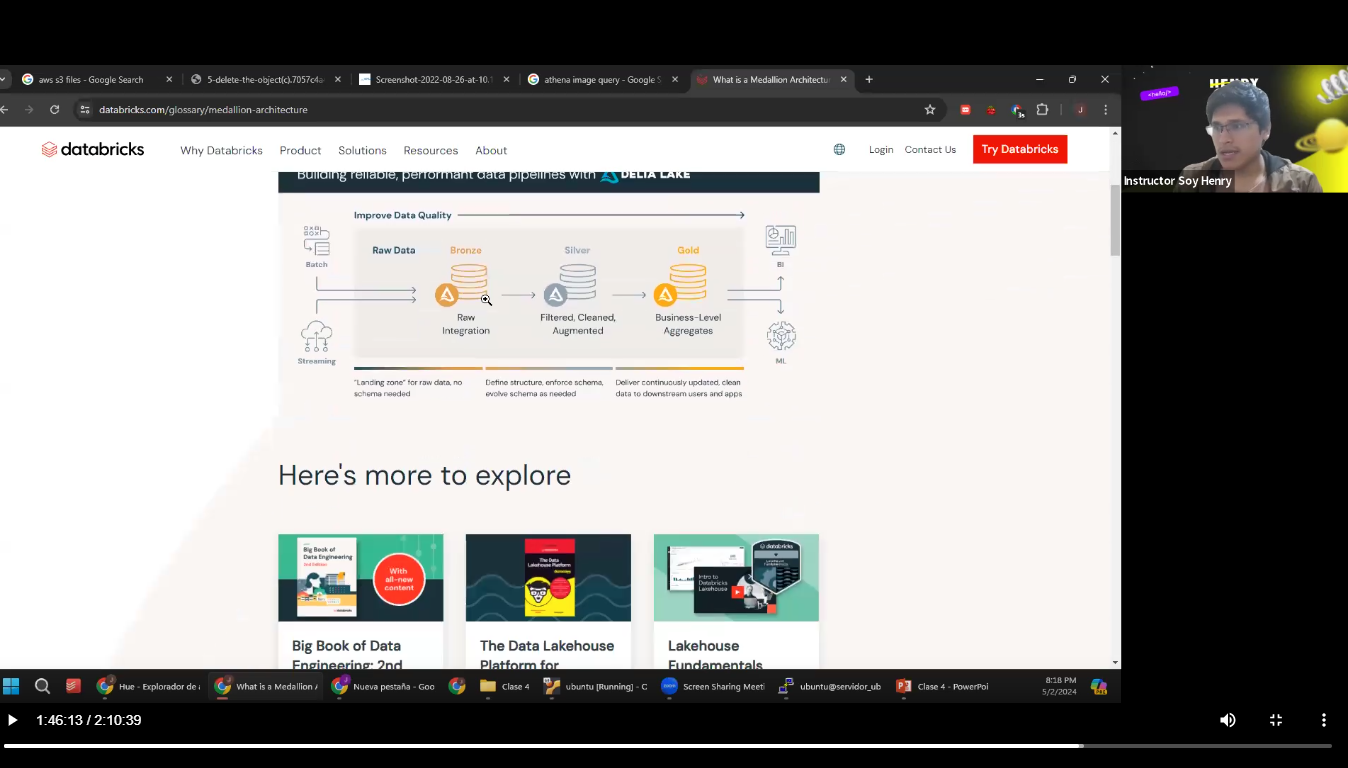 aws s3 files - Google Search
5-delete-the-object(c).7057c4a
Screenshot-2022-08-26-at-10.1
athena image query - Google S
What is a Medallion Architectu
databricks.com/glossary/medallion-architecture
HENRY
<hello/>
Instructor Soy Henry
databricks
Why Databricks
Product
Solutions
Resources
About
Login
Contact Us
Try Databricks
Building reliable, performant data pipelines with DELTA LAKE
Improve Data Quality
Batch
Streaming
Raw Data
Bronze
Silver
Gold
Raw
Integration
Filtered, Cleaned,
Augmented
Business-Level
Aggregates
BI
ML
"Landing zone" for raw data, no
schema needed
Define structure, enforce schema,
evolve schema as needed
Deliver continuously updated, clean
data to downstream users and apps
Here's more to explore
Big Book of
Data
Engineering
2nd Edition
With
all-new
content
The Data
Lakehouse
Platform
databricks
Intro to
Databricks
Lakehouse
Big Book of Data
Engineering: 2nd
The Data Lakehouse
Platform for
Lakehouse
Fundamentals
Hue - Explorador de
What is a Medallion A
Nueva pestaña - Goo
Clase 4
ubuntu [Running] - C
Screen Sharing Meeti
ubuntu@servidor_ub
Clase 4 - PowerPoi
8:18 PM
5/2/2024
1:46:13 / 2:10:39